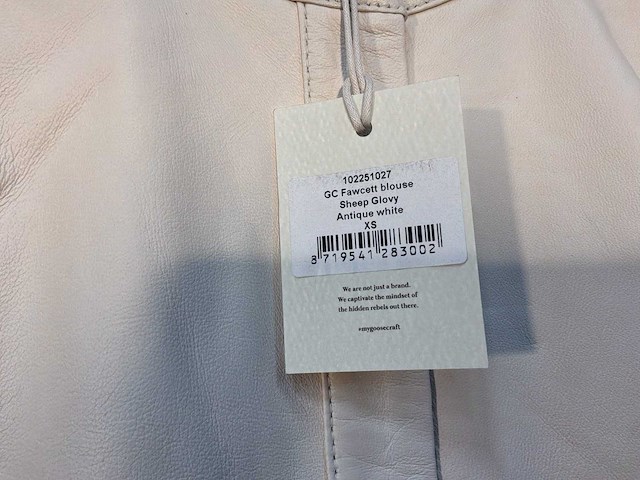 102251027
GC Fawcett blouse
Sheep Glovy
Antique white
XS
8 719541 283002
We are not just a brand.
We captivate the mindset of
the hidden rebels out there.
#mygoosecraft